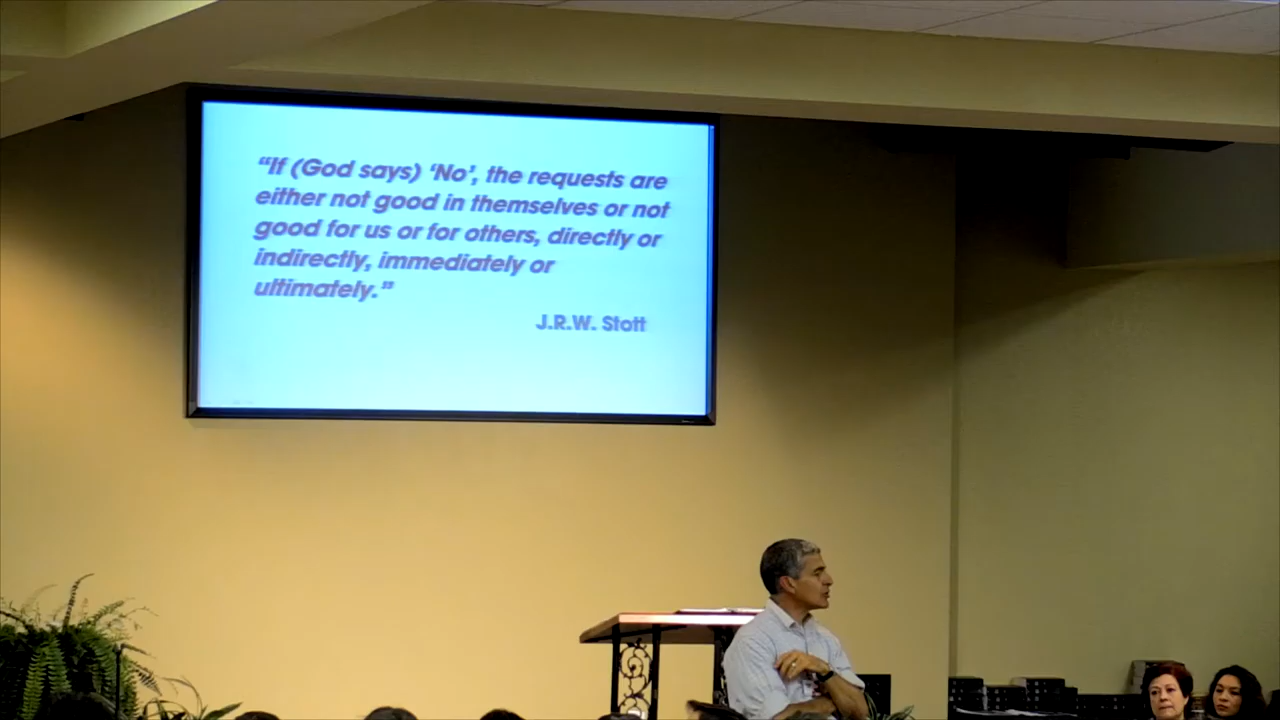 “If (God says) ‘No’, the requests are
either not good in themselves or not
good for us or for others, directly or
indirectly, immediately or
ultimately.”
J.R.W. Stott